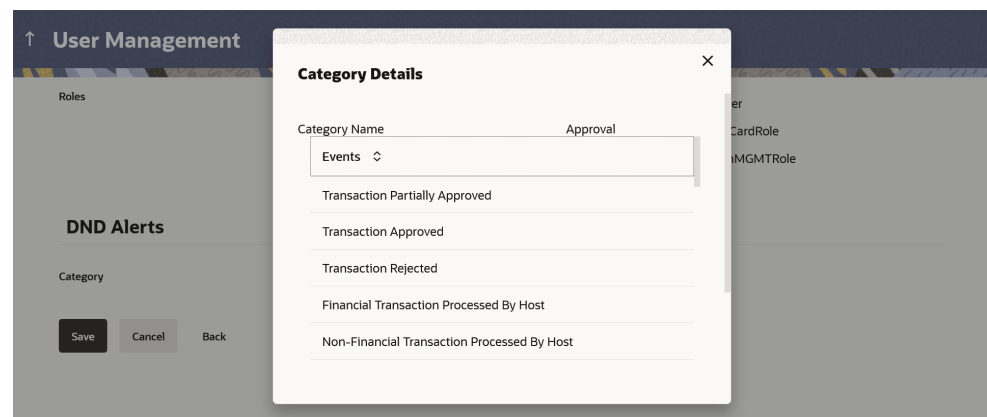 User Management
Category Details
Roles
er
Category Name Approval
CardRole
Events
MGMTRole
Transaction Partially Approved
DND Alerts
Transaction Approved
Transaction Rejected
Category
Financial Transaction Processed By Host
Save Cancel Back
Non-Financial Transaction Processed By Host